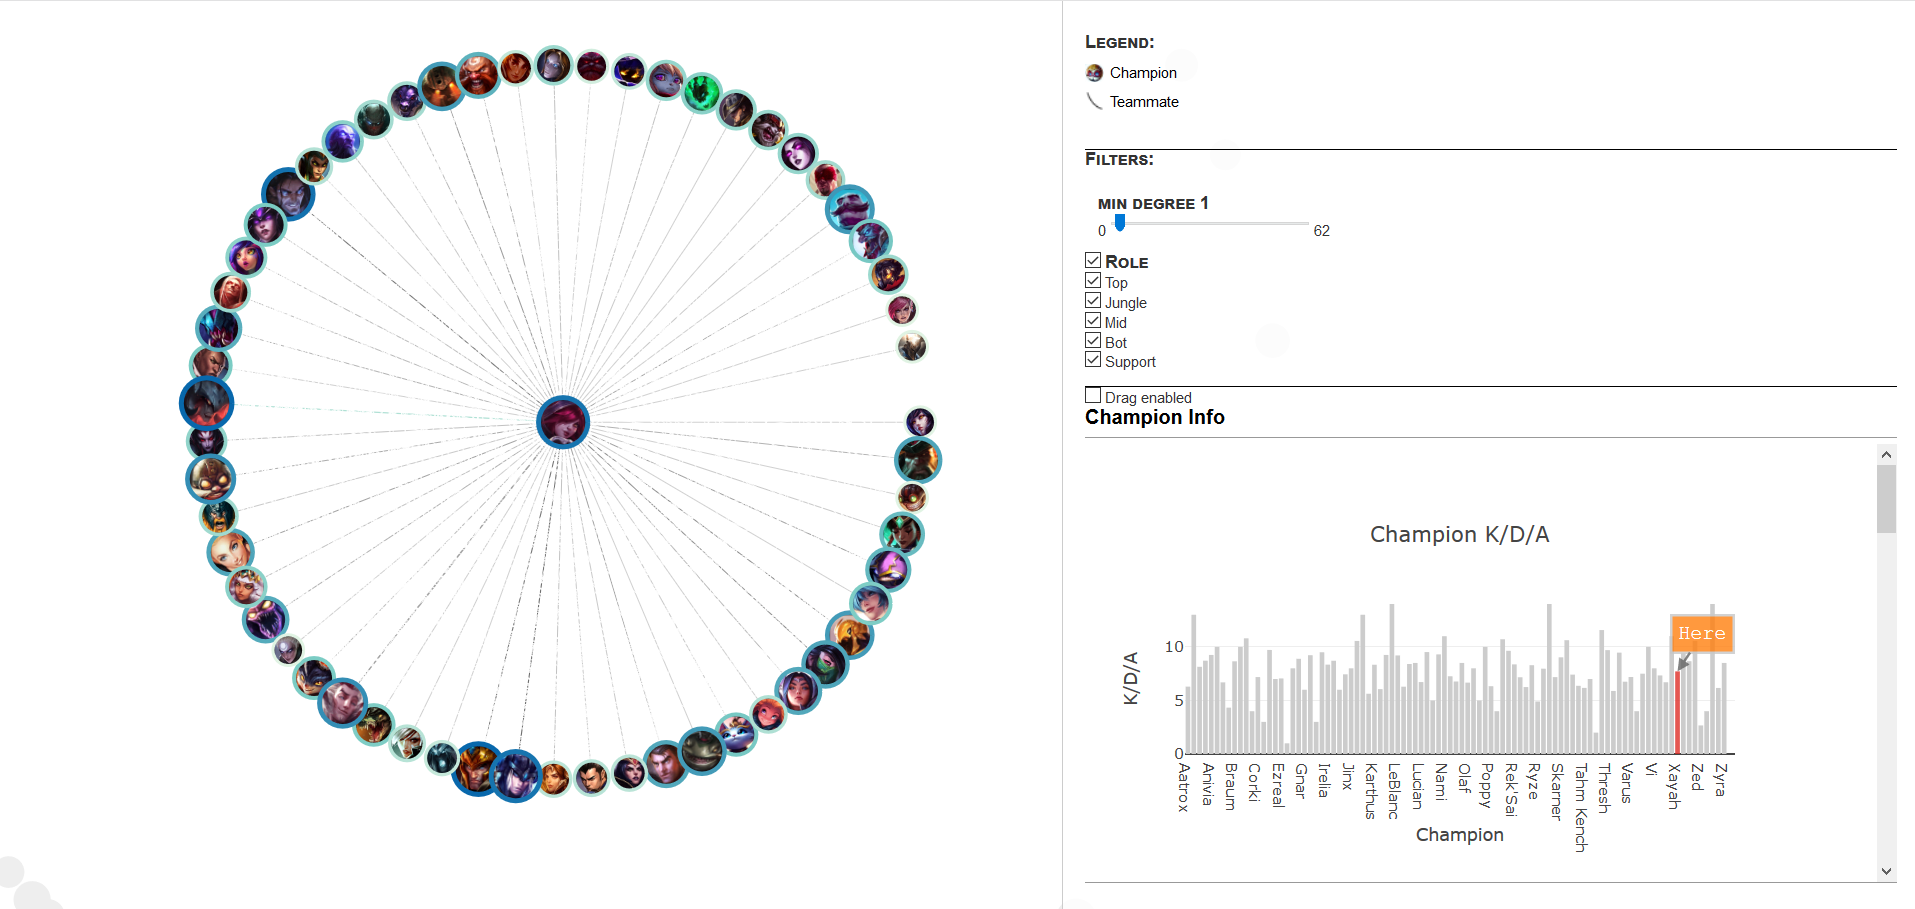 LEGEND:
Champion
Teammate
FILTERS:
MIN DEGREE 1
0
62
ROLE
Top
Jungle
Mid
Bot
Support
Drag enabled
Champion Info
Champion K/D/A
Here
10
5
0
K/D/A
Aatrox
Anivia
Braum
Corki
Ezreal
Gnar
Irelia
Jinx
Karthus
LeBlanc
Lucian
Nami
Olaf
Poppy
Rek'Sai
Ryze
Skarner
Tahm Kench
Thresh
Varus
Vi
Xayah
Zed
Zyra
Champion